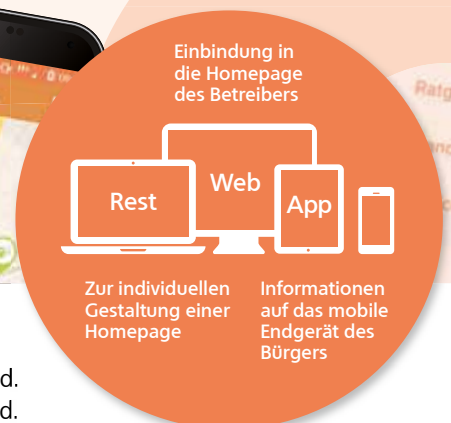 Einbindung in
die Homepage
des Betreibers
Rest
Web
App
Zur individuellen
Gestaltung einer
Homepage
Informationen
auf das mobile
Endgerät des
Bürgers
d.
d.